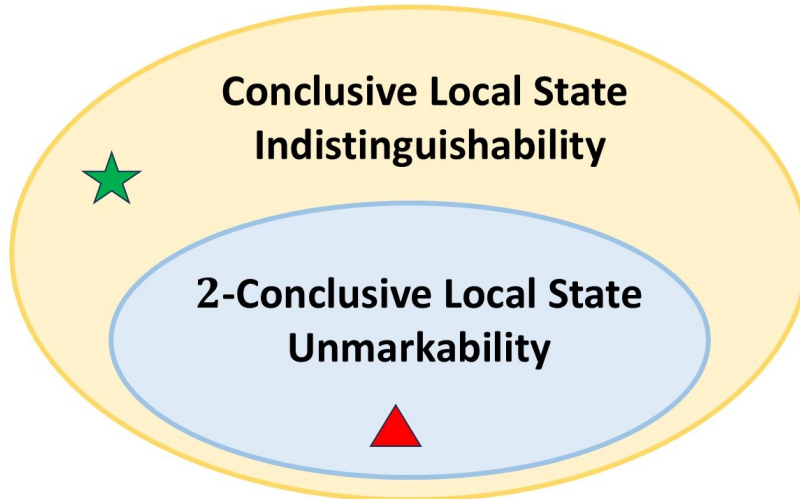 Conclusive Local State
Indistinguishability
2-Conclusive Local State
Unmarkability